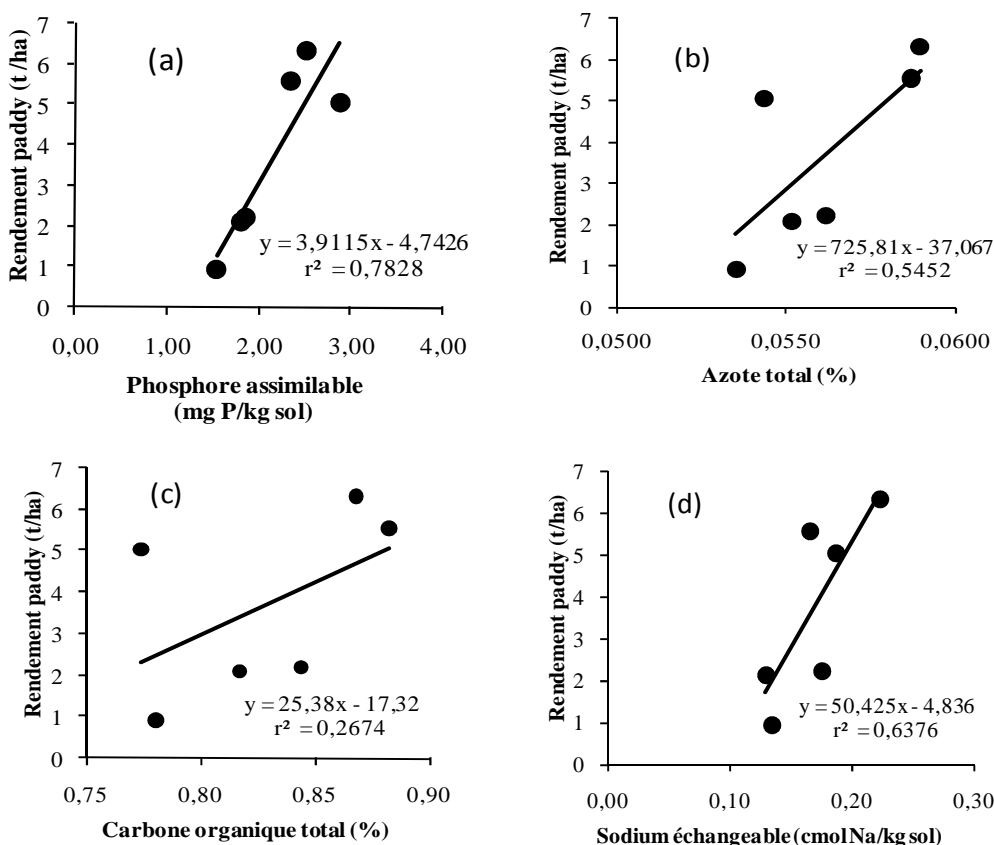 (a)
Rendement paddy (t/ha)
7
6
5
4
3
2
1
0
y = 3,9115x - 4,7426
r² = 0,7828
0,00 1,00 2,00 3,00 4,00
Phosphore assimilable
(mg P/kg sol)
(b)
Rendement paddy (t/ha)
7
6
5
4
3
2
1
0
y = 725,81x - 37,067
r² = 0,5452
0,0500 0,0550 0,0600
Azote total (%)
(c)
Rendement paddy (t/ha)
7
6
5
4
3
2
1
0
y = 25,38x - 17,32
r² = 0,2674
0,75 0,80 0,85 0,90
Carbone organique total (%)
(d)
Rendement paddy (t/ha)
7
6
5
4
3
2
1
0
y = 50,425x - 4,836
r² = 0,6376
0,00 0,10 0,20 0,30
Sodium échangeable (cmol Na/kg sol)